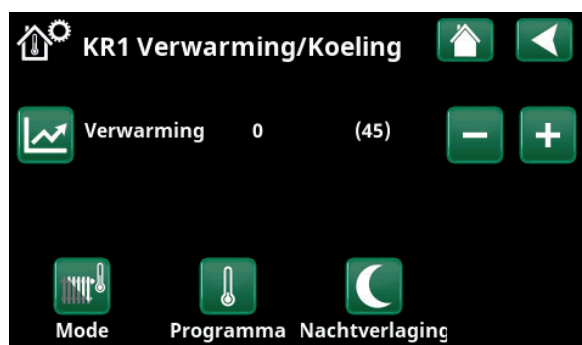 KR1 Verwarming/Koeling
Verwarming 0 (45)
Mode Programma Nachtverlaging